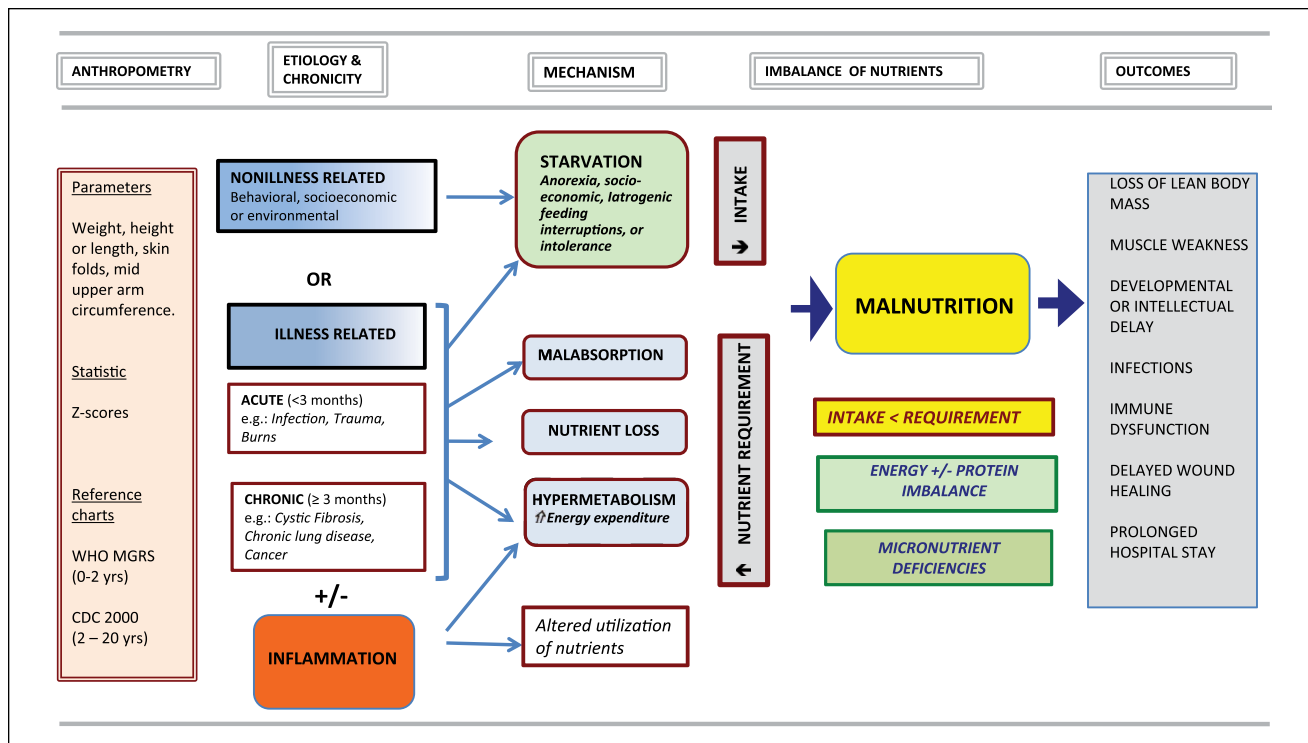 ANTHROPOMETRY
ETIOLOGY &
CHRONICITY
MECHANISM
IMBALANCE OF NUTRIENTS
OUTCOMES
Parameters
Weight, height
or length, skin
folds, mid
upper arm
circumference.
Statistic
Z-scores
Reference
charts
WHO MGRS
(0-2 yrs)
CDC 2000
(2 – 20 yrs)
NONILLNESS RELATED
Behavioral, socioeconomic
or environmental
OR
ILLNESS RELATED
ACUTE (<3 months)
e.g.: Infection, Trauma,
Burns
CHRONIC (≥ 3 months)
e.g.: Cystic Fibrosis,
Chronic lung disease,
Cancer
+/-
INFLAMMATION
STARVATION
Anorexia, socio-
economic, Iatrogenic
feeding
interruptions, or
intolerance
MALABSORPTION
NUTRIENT LOSS
HYPERMETABOLISM
⇑Energy expenditure
Altered utilization
of nutrients
↓ INTAKE
↑ NUTRIENT REQUIREMENT
MALNUTRITION
INTAKE < REQUIREMENT
ENERGY +/- PROTEIN
IMBALANCE
MICRONUTRIENT
DEFICIENCIES
LOSS OF LEAN BODY
MASS
MUSCLE WEAKNESS
DEVELOPMENTAL
OR INTELLECTUAL
DELAY
INFECTIONS
IMMUNE
DYSFUNCTION
DELAYED WOUND
HEALING
PROLONGED
HOSPITAL STAY